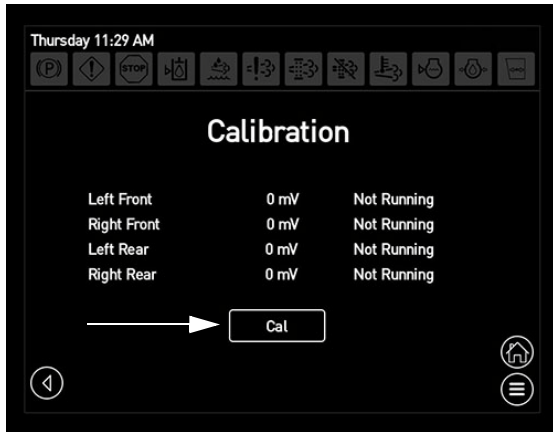 Thursday 11:29 AM
(P) STOP
Calibration
Left Front 0 mV Not Running
Right Front 0 mV Not Running
Left Rear 0 mV Not Running
Right Rear 0 mV Not Running
Cal